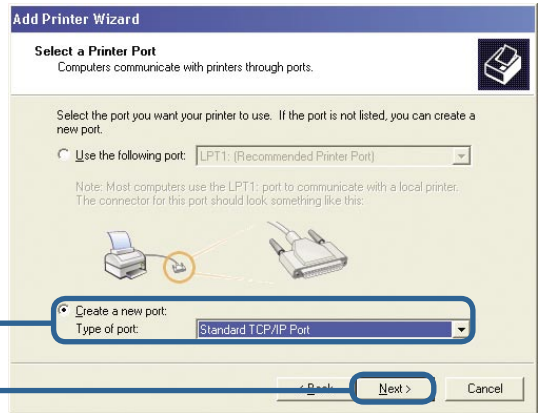 Add Printer Wizard
Select a Printer Port
Computers communicate with printers through ports.
Select the port you want your printer to use. If the port is not listed, you can create a
new port.
Use the following port: LPT1: (Recommended Printer Port)
Note: Most computers use the LPT1: port to communicate with a local printer.
The connector for this port should look something like this:
Create a new port:
Type of port: Standard TCP/IP Port
< Back Next > Cancel